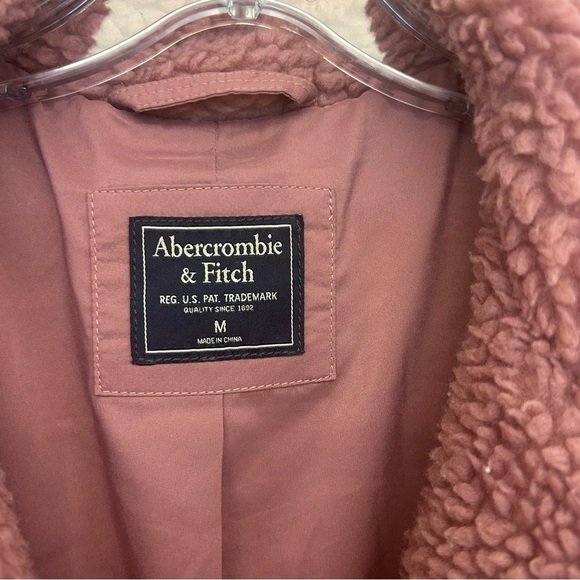 Abercrombie
& Fitch
REG. U.S. PAT. TRADEMARK
QUALITY SINCE 1892
M
MADE IN CHINA